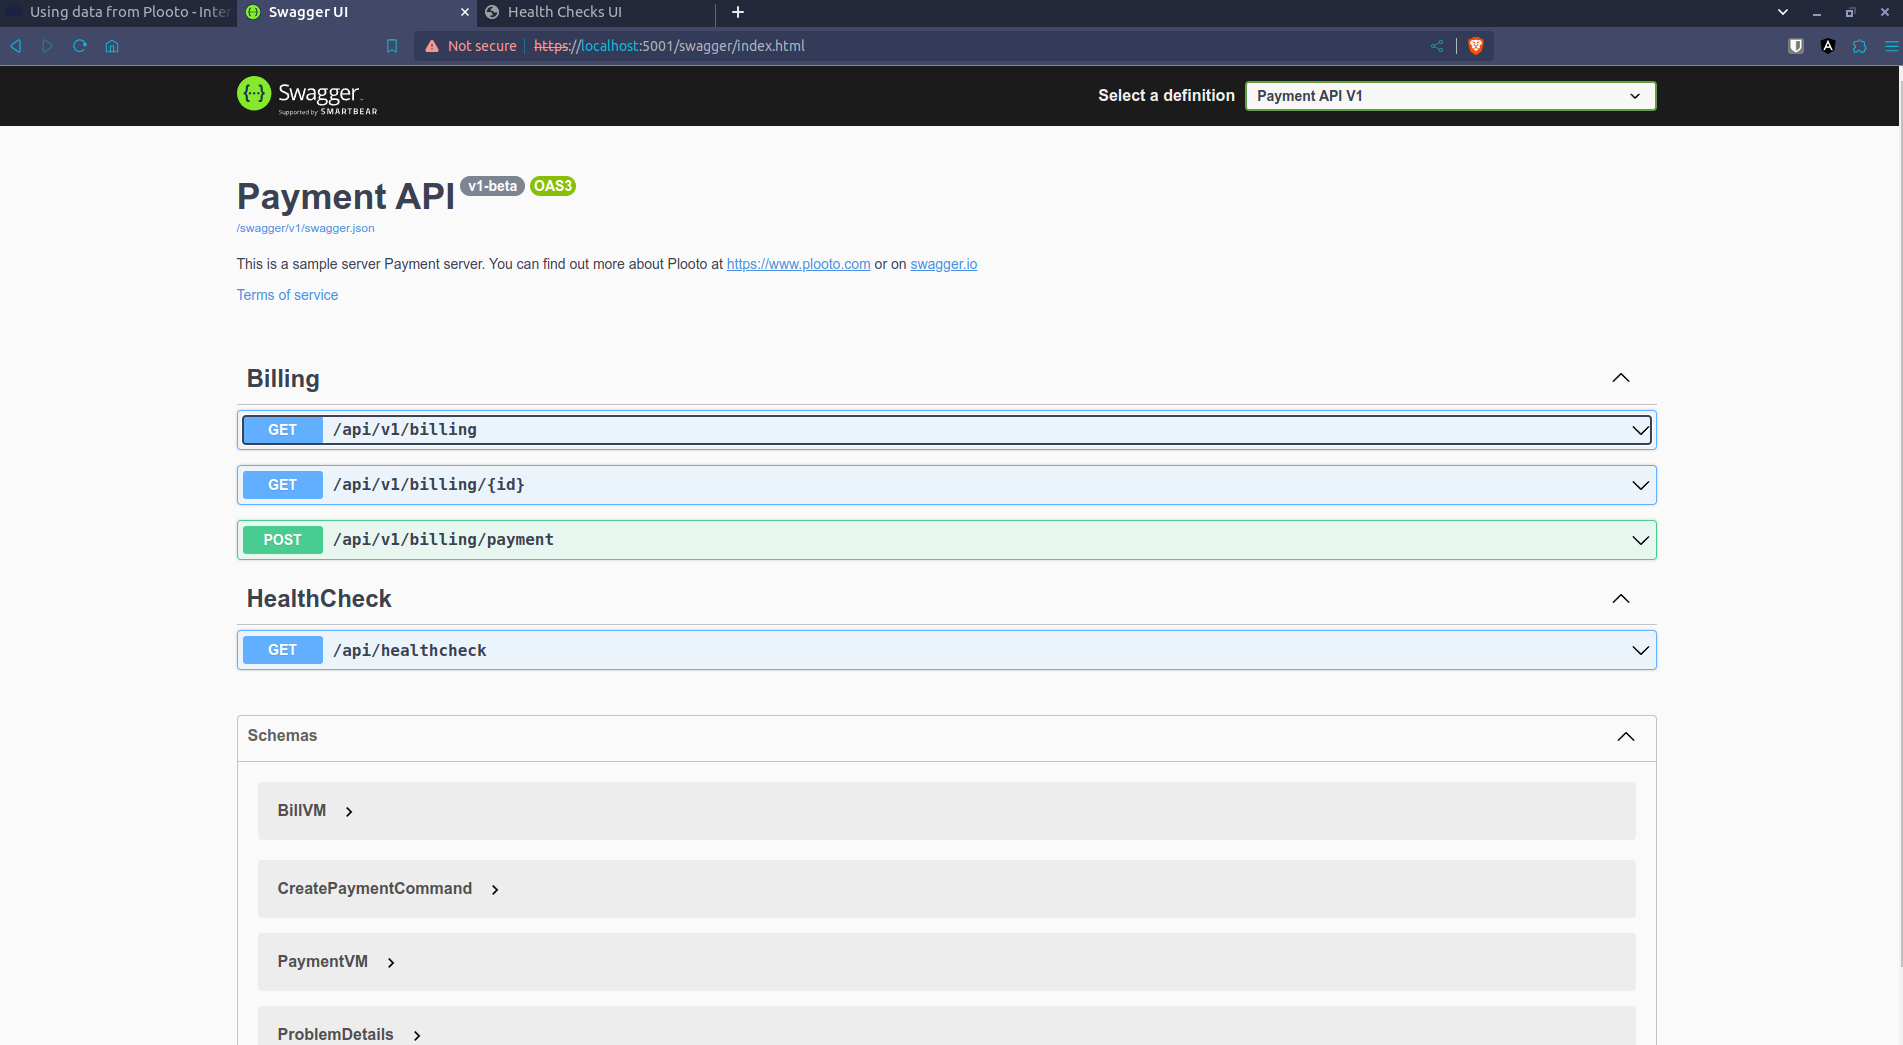 Using data from Plooto - Inter
Swagger UI
Health Checks UI
Not secure https://localhost:5001/swagger/index.html
Swagger
Supported by SMARTBEAR
Select a definition
Payment API V1
Payment API v1-beta OAS3
/swagger/v1/swagger.json
This is a sample server Payment server. You can find out more about Plooto at https://www.plooto.com or on swagger.io
Terms of service
Billing
GET /api/v1/billing
GET /api/v1/billing/{id}
POST /api/v1/billing/payment
HealthCheck
GET /api/healthcheck
Schemas
BillVM
CreatePaymentCommand
PaymentVM
ProblemDetails